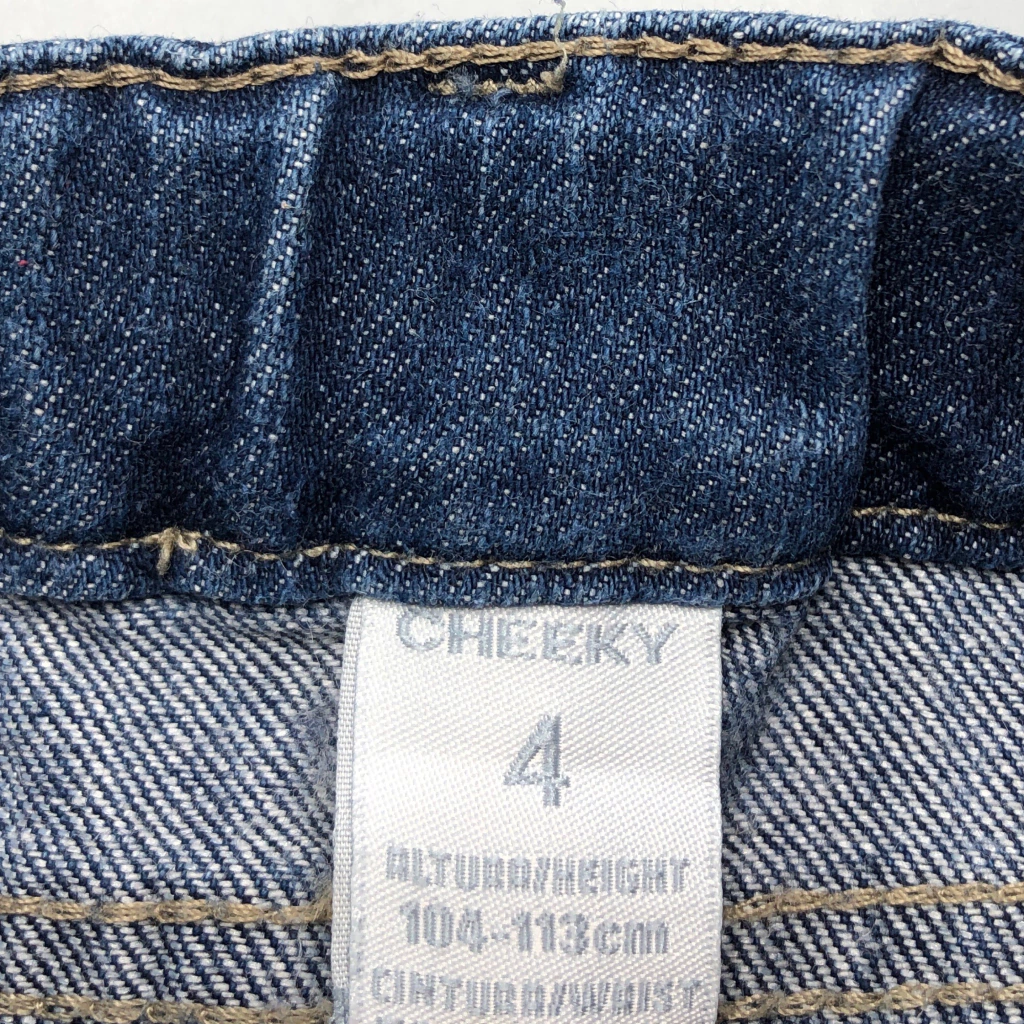 CHEEKY
4
ALTURA/HEIGHT
104-113cm
CINTURA/WAIST